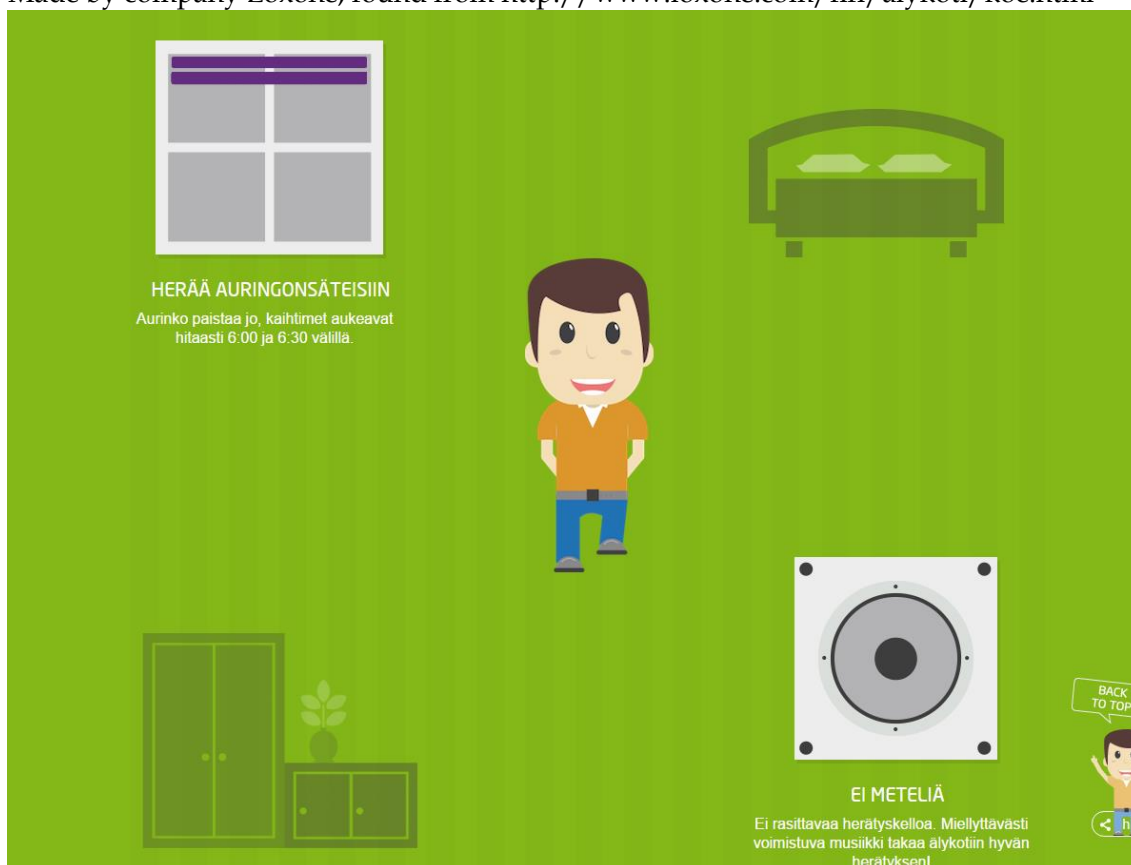 Made by company Loxone, found from
HERÄÄ AURINGONSÄTEISIIN
Aurinko paistaa jo, kaihtimet aukeavat
hitaasti 6:00 ja 6:30 välillä.
BACK
TO TOP
EI METELIÄ
Ei rasittavaa herätyskelloa. Miellyttävästi
voimistuva musiikki takaa älykotiin hyvän
herätyksen!